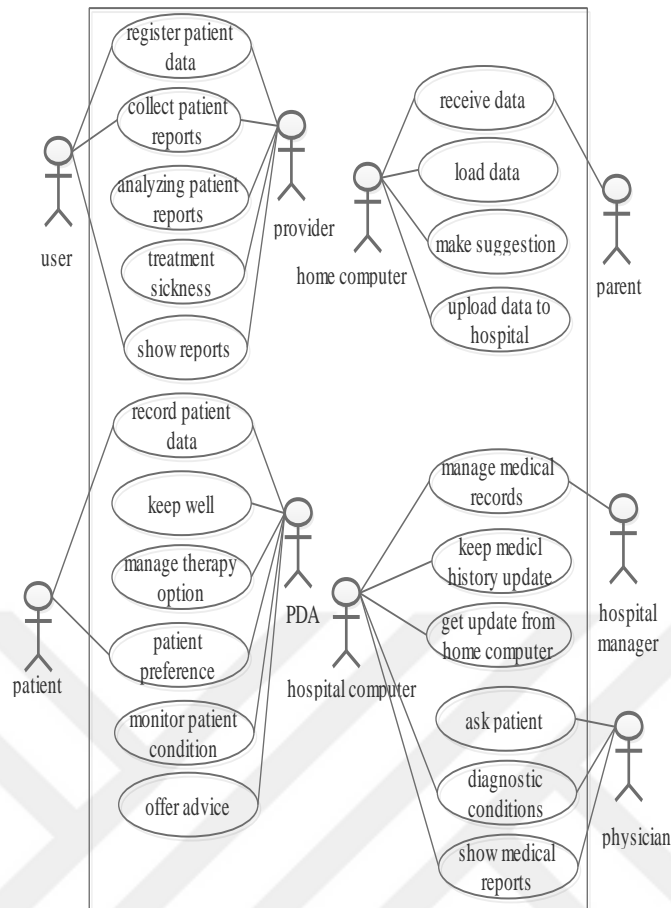 register patient
data
collect patient
reports
analyzing patient
reports
treatment
sickness
show reports
user
provider
receive data
load data
make suggestion
upload data to
hospital
home computer
parent
record patient
data
keep well
manage therapy
option
patient
preference
monitor patient
condition
offer advice
patient
PDA
manage medical
records
keep medicl
history update
get update from
home computer
ask patient
diagnostic
conditions
show medical
reports
hospital computer
hospital
manager
physician